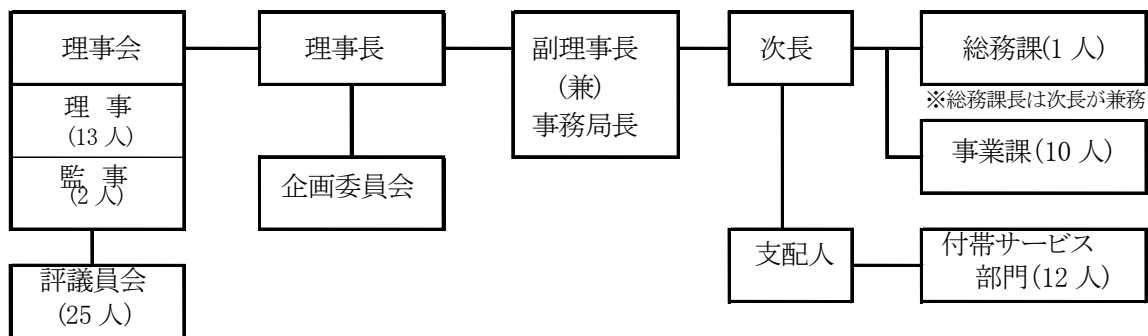 理事会
理 事
(13 人)
監 事
(2 人)
評議員会
(25 人)
理事長
企画委員会
副理事長
(兼)
事務局長
次長
支配人
総務課(1 人)
※総務課長は次長が兼務
事業課(10 人)
付帯サービス
部門(12 人)